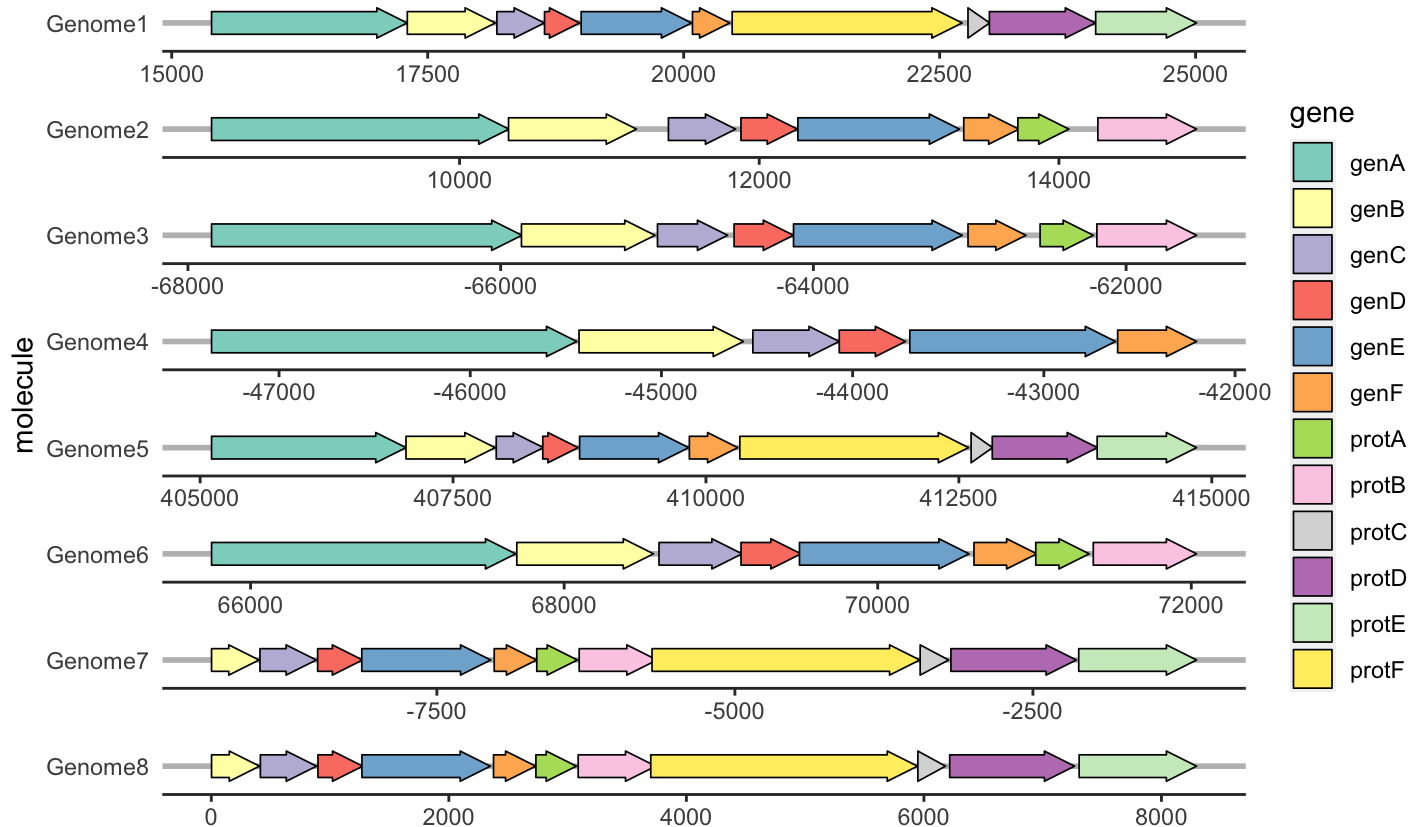 Genome1
15000 17500 20000 22500 25000
Genome2
10000 12000 14000
Genome3
-68000 -66000 -64000 -62000
Genome4
-47000 -46000 -45000 -44000 -43000 -42000
Genome5
405000 407500 410000 412500 415000
Genome6
66000 68000 70000 72000
Genome7
-7500 -5000 -2500
Genome8
0 2000 4000 6000 8000
molecule
gene
genA
genB
genC
genD
genE
genF
protA
protB
protC
protD
protE
protF